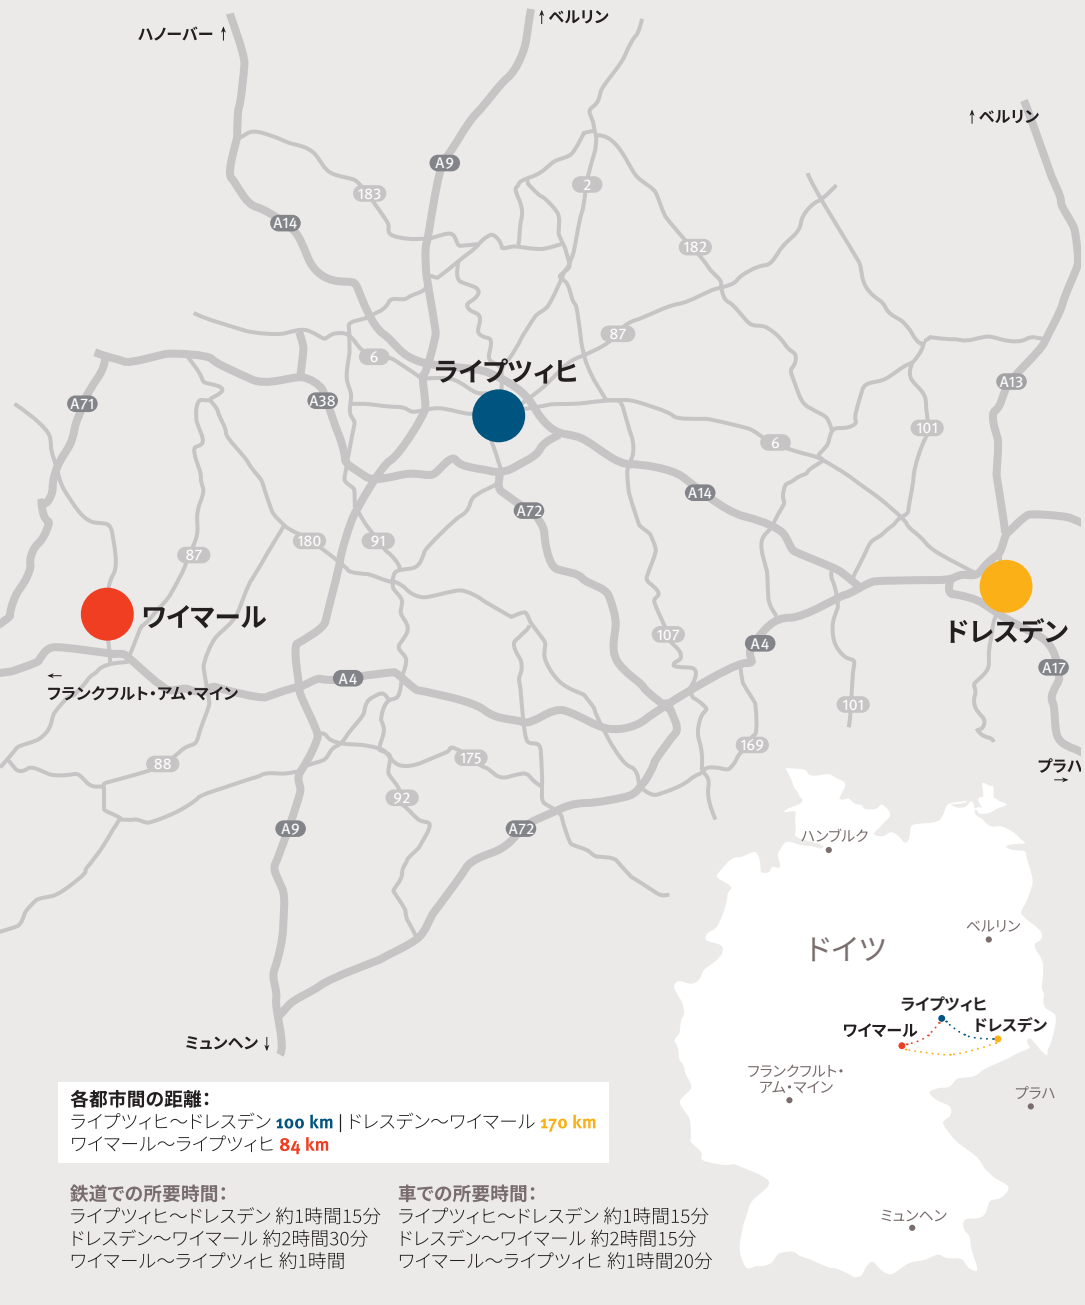 ハノーバー ↑
↑ ベルリン
↑ ベルリン
A9
183
2
A14
182
87
6
ライプツィヒ
A13
A71
A38
101
6
A14
A72
180
91
87
ワイマール
ドレスデン
107
A4
A17
←
フランクフルト・アム・マイン
A4
101
169
175
88
プラハ
→
92
A9
A72
ハンブルク
ベルリン
ドイツ
ライプツィヒ
ドレスデン
ワイマール
フランクフルト・
アム・マイン
プラハ
ミュンヘン
ミュンヘン ↓
各都市間の距離：
ライプツィヒ〜ドレスデン 100 km | ドレスデン〜ワイマール 170 km
ワイマール〜ライプツィヒ 84 km
鉄道での所要時間：
ライプツィヒ〜ドレスデン 約1時間15分
ドレスデン〜ワイマール 約2時間30分
ワイマール〜ライプツィヒ 約1時間
車での所要時間：
ライプツィヒ〜ドレスデン 約1時間15分
ドレスデン〜ワイマール 約2時間15分
ワイマール〜ライプツィヒ 約1時間20分